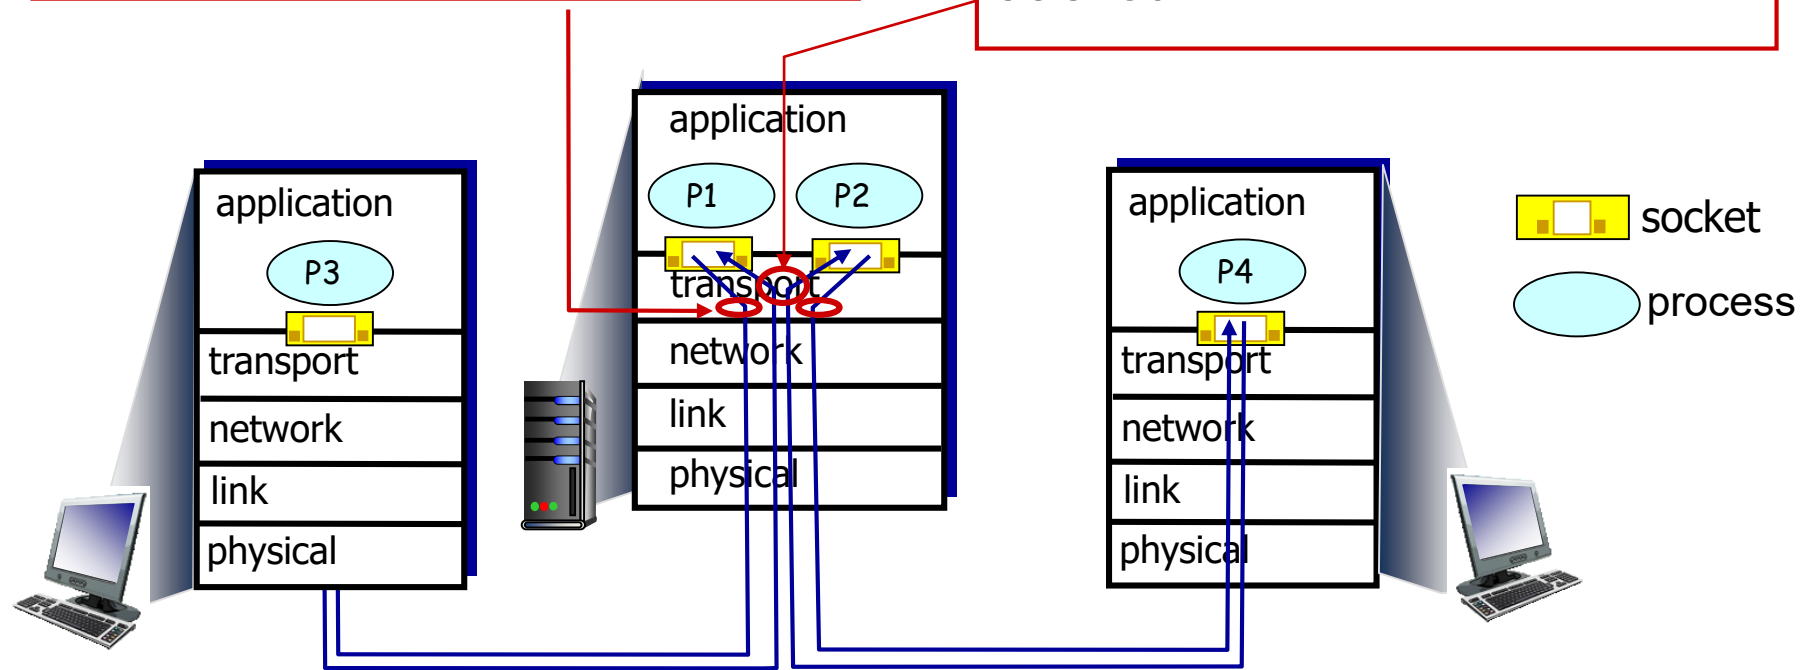 application
P1
P2
transport
network
link
physical
application
P3
transport
network
link
physical
application
P4
transport
network
link
physical
socket
process